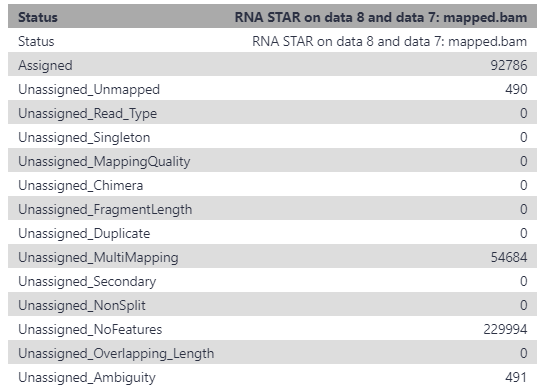 Status RNA STAR on data 8 and data 7: mapped.bam
Status RNA STAR on data 8 and data 7: mapped.bam
Assigned 92786
Unassigned_Unmapped 490
Unassigned_Read_Type 0
Unassigned_Singleton 0
Unassigned_MappingQuality 0
Unassigned_Chimera 0
Unassigned_FragmentLength 0
Unassigned_Duplicate 0
Unassigned_MultiMapping 54684
Unassigned_Secondary 0
Unassigned_NonSplit 0
Unassigned_NoFeatures 229994
Unassigned_Overlapping_Length 0
Unassigned_Ambiguity 491